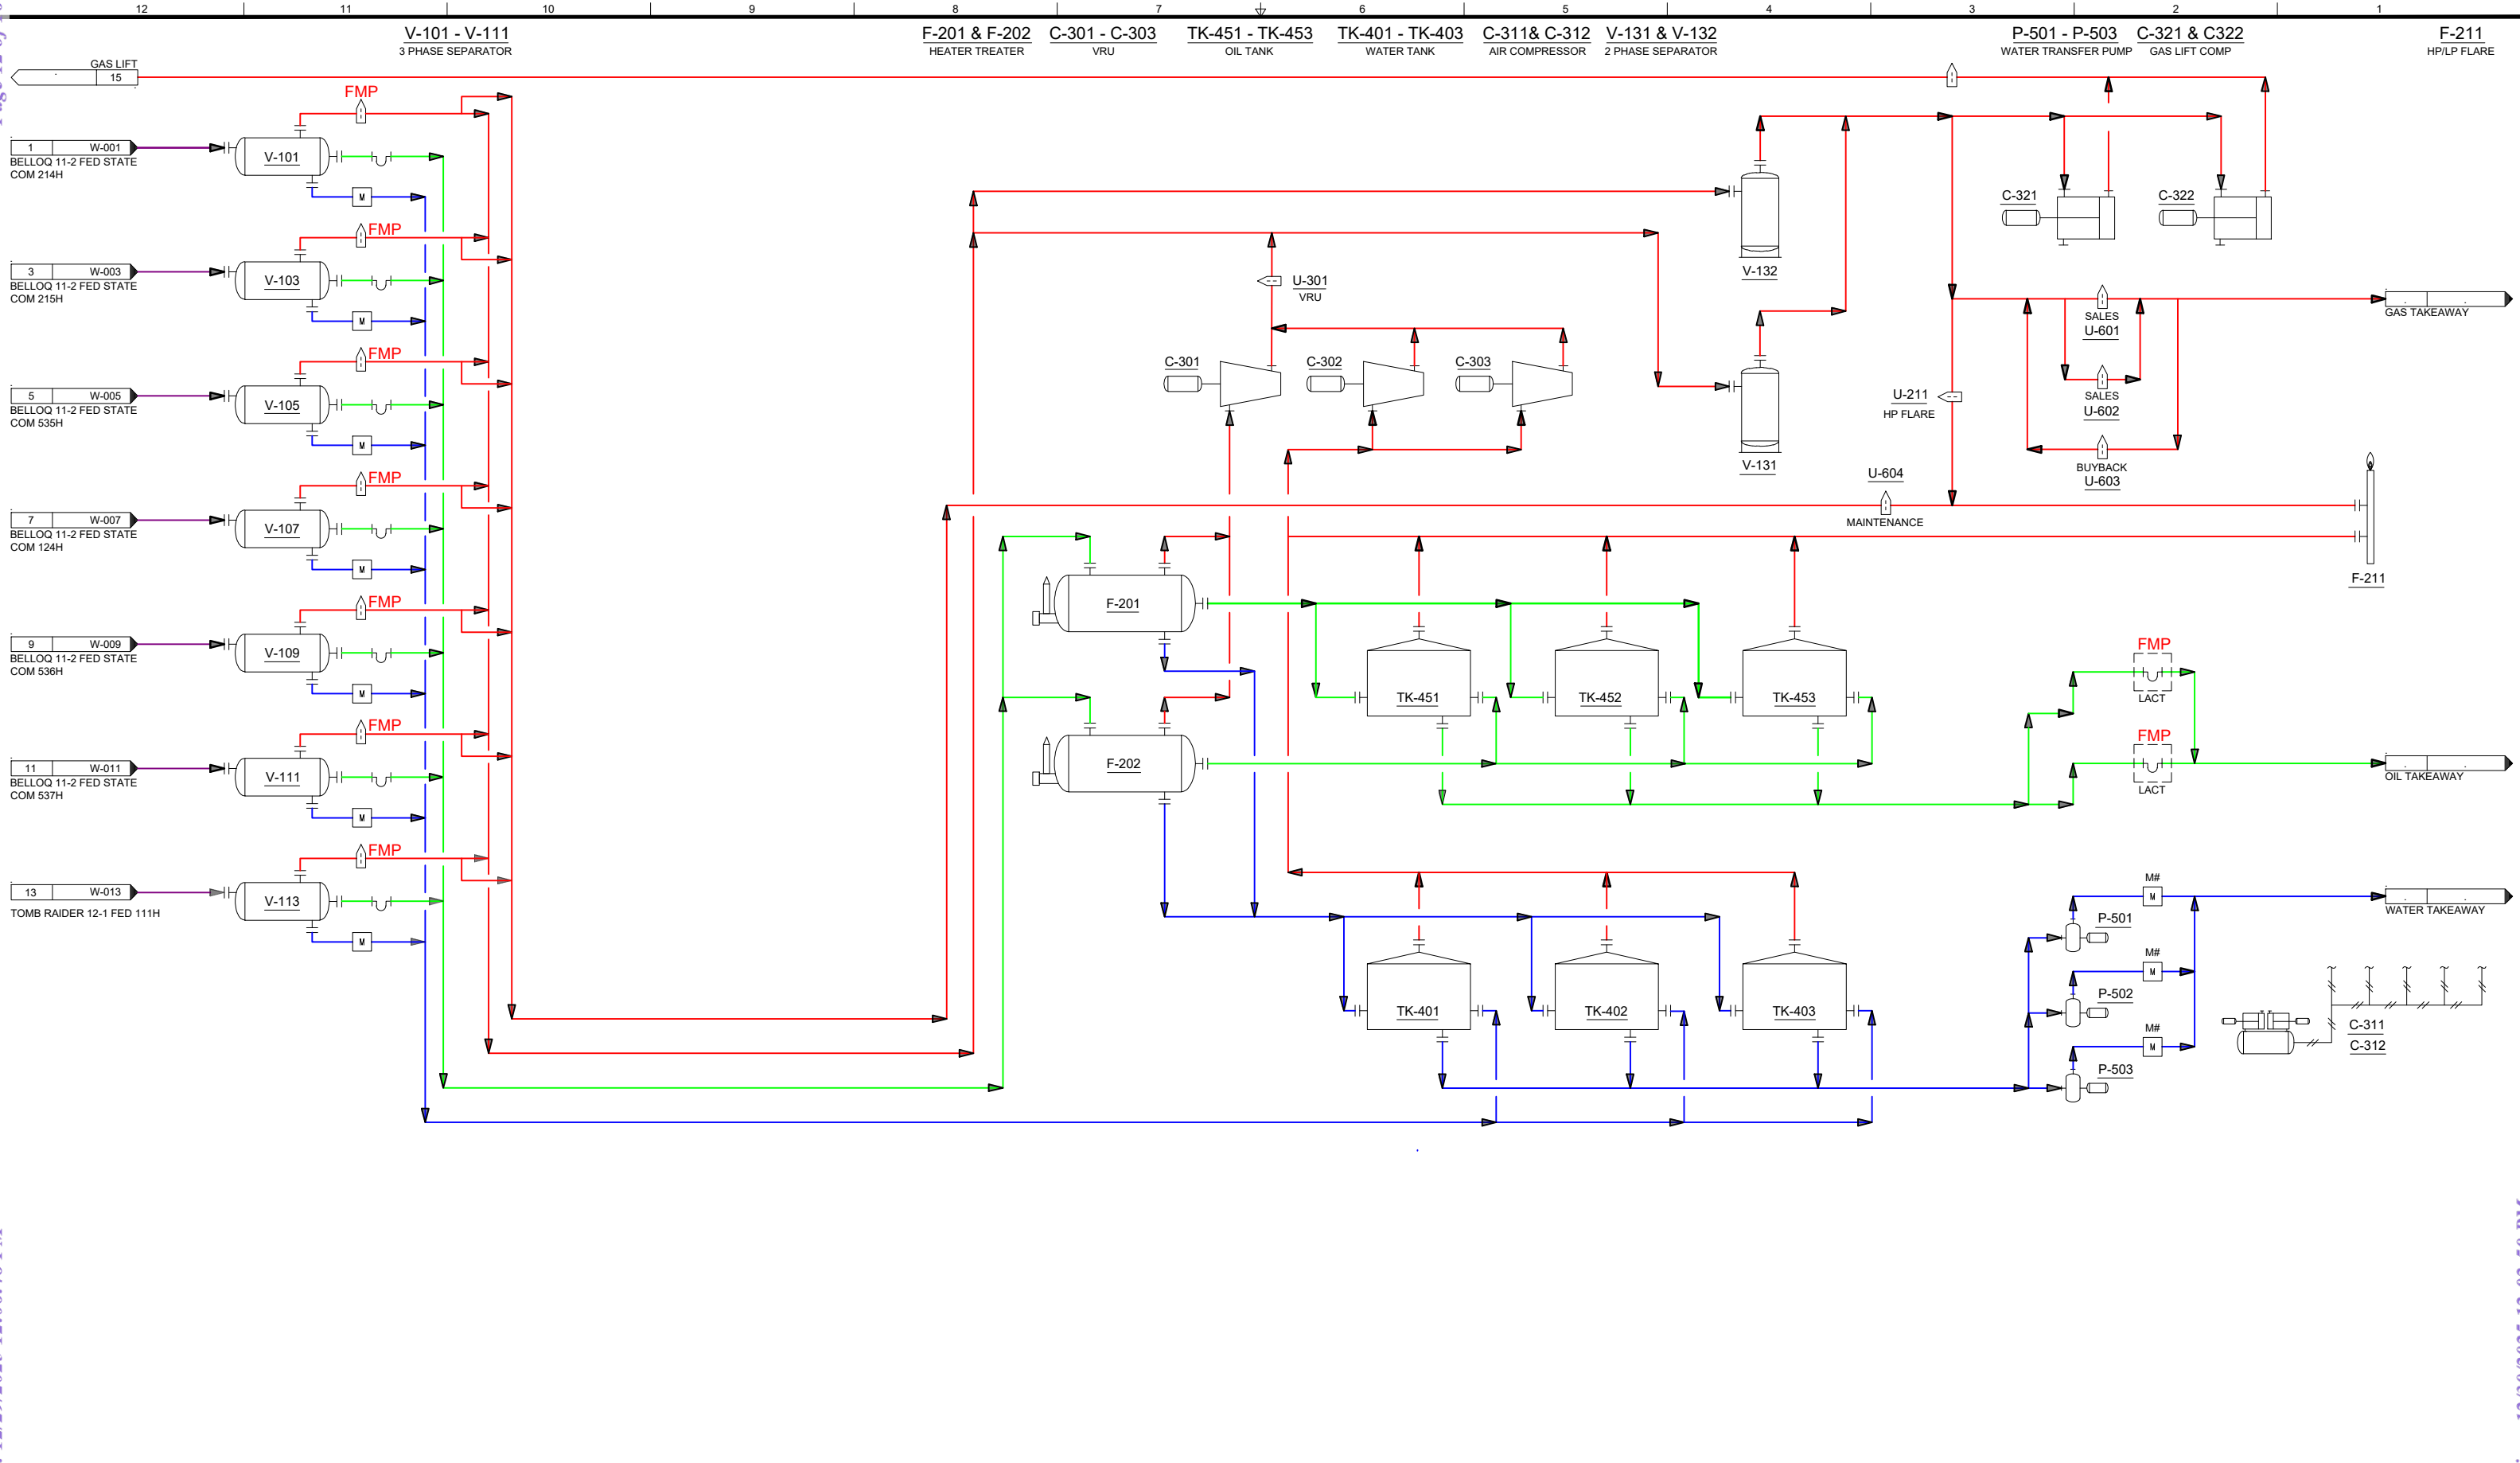 12 11 10 9 8 7 6 5 4 3 2 1
V-101 - V-111
3 PHASE SEPARATOR
F-201 & F-202
HEATER TREATER
C-301 - C-303
VRU
TK-451 - TK-453
OIL TANK
TK-401 - TK-403
WATER TANK
C-311& C-312
AIR COMPRESSOR
V-131 & V-132
2 PHASE SEPARATOR
P-501 - P-503
WATER TRANSFER PUMP
C-321 & C322
GAS LIFT COMP
F-211
HP/LP FLARE
GAS LIFT
15
FMP
1 W-001
BELLOQ 11-2 FED STATE
COM 214H
V-101
M
FMP
3 W-003
BELLOQ 11-2 FED STATE
COM 215H
V-103
M
FMP
5 W-005
BELLOQ 11-2 FED STATE
COM 535H
V-105
M
FMP
7 W-007
BELLOQ 11-2 FED STATE
COM 124H
V-107
M
FMP
9 W-009
BELLOQ 11-2 FED STATE
COM 536H
V-109
M
FMP
11 W-011
BELLOQ 11-2 FED STATE
COM 537H
V-111
M
FMP
13 W-013
TOMB RAIDER 12-1 FED 111H
V-113
M
C-321
C-322
V-132
U-301
VRU
C-301
C-302
C-303
V-131
U-211
HP FLARE
SALES
U-601
SALES
U-602
BUYBACK
U-603
GAS TAKEAWAY
U-604
MAINTENANCE
F-211
F-201
F-202
TK-451
TK-452
TK-453
FMP
LACT
FMP
LACT
OIL TAKEAWAY
TK-401
TK-402
TK-403
M#
M
P-501
M#
M
P-502
M#
M
P-503
WATER TAKEAWAY
C-311
C-312